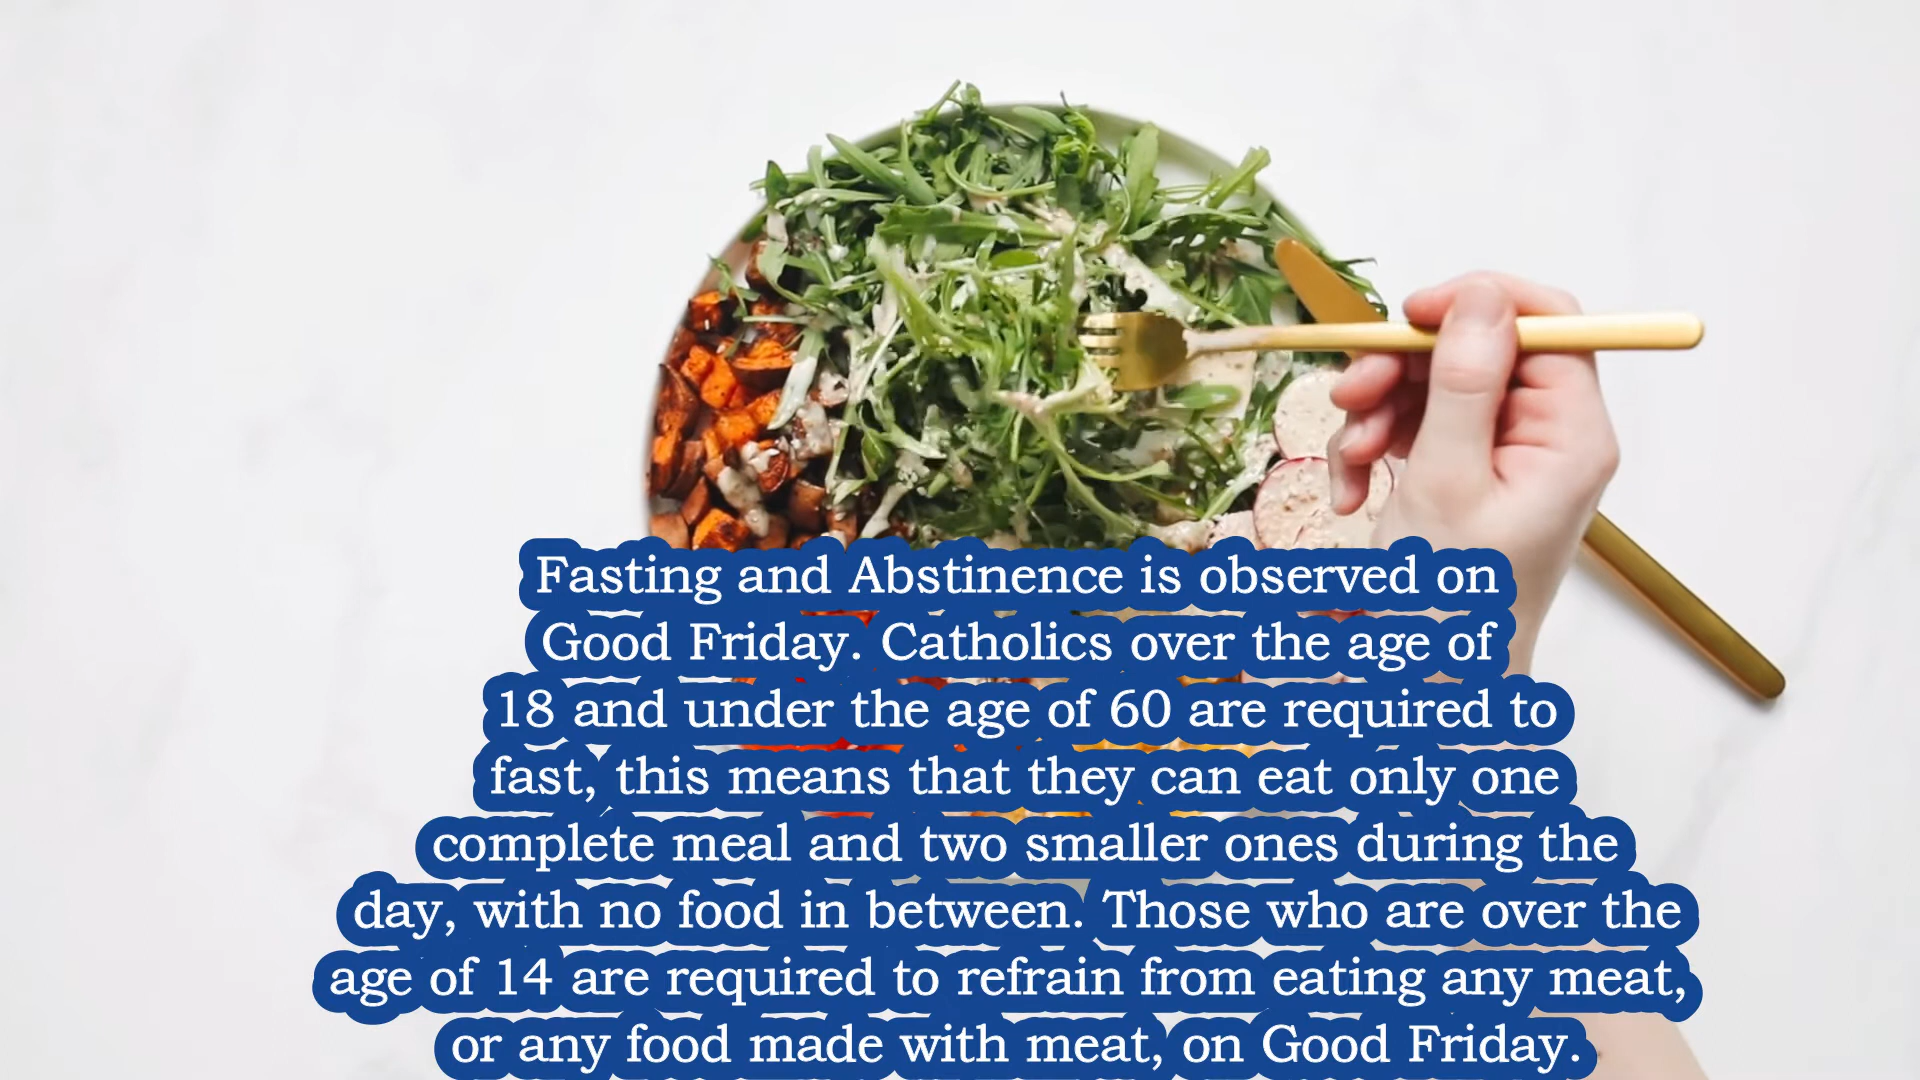 Fasting and Abstinence is observed on
Good Friday. Catholics over the age of
18 and under the age of 60 are required to
fast, this means that they can eat only one
complete meal and two smaller ones during the
day, with no food in between. Those who are over the
age of 14 are required to refrain from eating any meat,
or any food made with meat, on Good Friday.